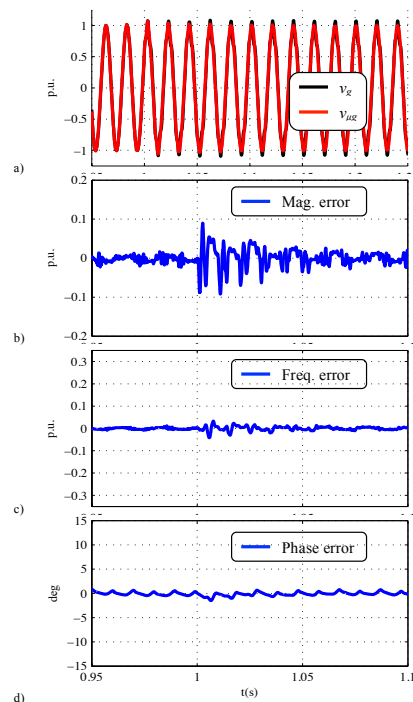 1
0.5
0
−0.5
−1
p.u.
v_g
v_μg
a)
0.2
0.1
0
−0.1
−0.2
p.u.
Mag. error
b)
0.3
0.2
0.1
0
−0.1
−0.2
−0.3
p.u.
Freq. error
c)
15
10
5
0
−5
−10
−15
deg
Phase error
0.95
1
1.05
1.1
t(s)
d)